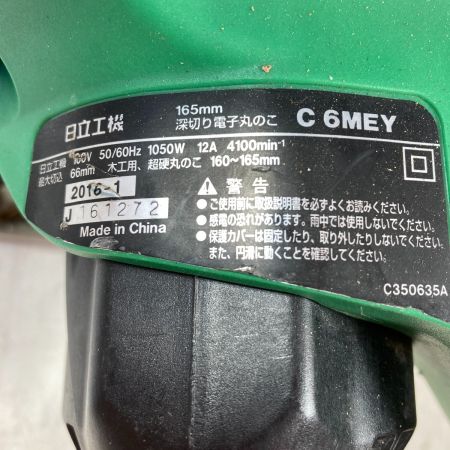 165mm
日立工機 深切り電子丸のこ C 6MEY
日立工機 100V 50/60Hz 1050W 12A 4100min⁻¹
最大切込 66mm 木工用、超硬丸のこ 160~165mm
2016-1
J 161272
Made in China
⚠ 警告
●ご使用前に取扱説明書を必ずよくお読みください。
●感電の恐れがあります。雨中では使用しないでください。
●保護カバーは固定したり、取り外したりしないでください。
また、円滑に動くことを確認してください。
C350635A